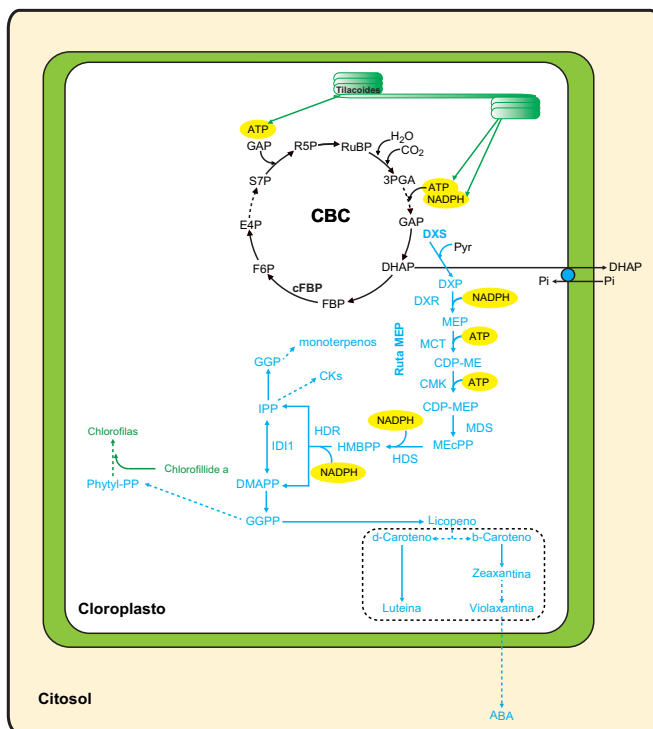 Tilacoides
ATP
GAP
R5P
RuBP
H2O
CO2
S7P
3PGA
ATP
NADPH
E4P
CBC
GAP
DXS
Pyr
F6P
cFBP
DHAP
DHAP
FBP
DXP
Pi
Pi
DXR
NADPH
MEP
Ruta MEP
MCT
ATP
monoterpenos
GGP
CDP-ME
CKs
CMK
ATP
IPP
CDP-MEP
NADPH
MDS
Chlorofilas
HDR
IDI1
HMBPP
MEcPP
HDS
Chlorofillide a
NADPH
Phytyl-PP
DMAPP
GGPP
Licopeno
d-Caroteno
b-Caroteno
Zeaxantina
Cloroplasto
Luteina
Violaxantina
Citosol
ABA